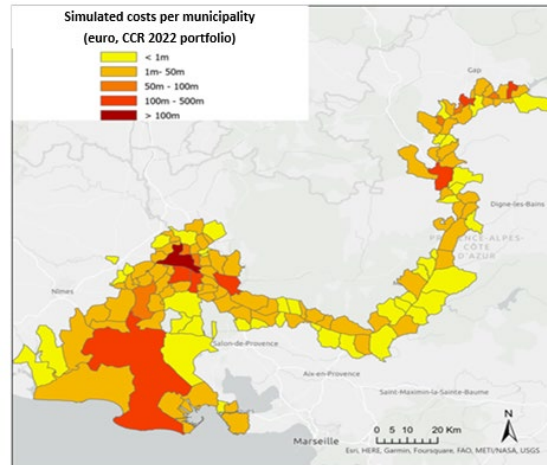 Simulated costs per municipality
(euro, CCR 2022 portfolio)
< 1m
1m- 50m
50m - 100m
100m - 500m
> 100m
Gap
Digne-les-Bains
PROVENCE-ALPES-
CÔTE
D'AZUR
Nîmes
Salon-de-Provence
Aix-en-Provence
Saint-Maximin-la-Sainte-Baume
Marseille
N
0 5 10 20 Km
Esri, HERE, Garmin, Foursquare, FAO, METI/NASA, USGS